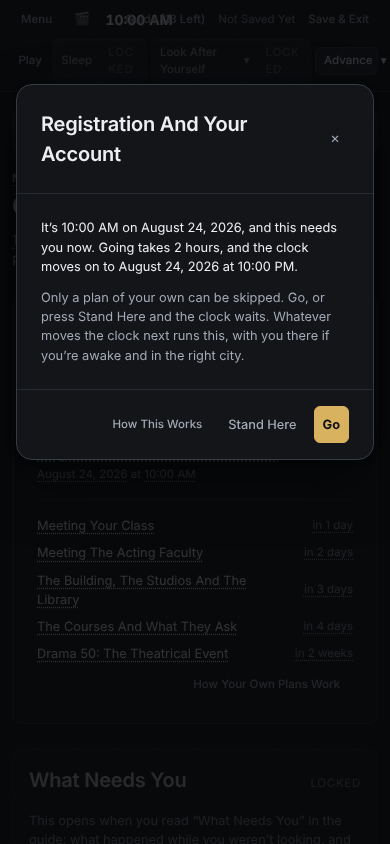 Menu
10:00 AM
Not Saved Yet
Save & Exit
Play
Sleep
LOC
KED
Look After
Yourself
▾
LOCK
ED
Advance ▾
Registration And Your
Account
×
It’s 10:00 AM on August 24, 2026, and this needs
you now. Going takes 2 hours, and the clock
moves on to August 24, 2026 at 10:00 PM.
Only a plan of your own can be skipped. Go, or
press Stand Here and the clock waits. Whatever
moves the clock next runs this, with you there if
you’re awake and in the right city.
How This Works
Stand Here
Go
August 24, 2026 at 10:00 AM
Meeting Your Class in 1 day
Meeting The Acting Faculty in 2 days
The Building, The Studios And The
Library
in 3 days
The Courses And What They Ask in 4 days
Drama 50: The Theatrical Event in 2 weeks
How Your Own Plans Work
What Needs You
LOCKED
This opens when you read “What Needs You” in the
guide: what happened while you weren’t looking, and